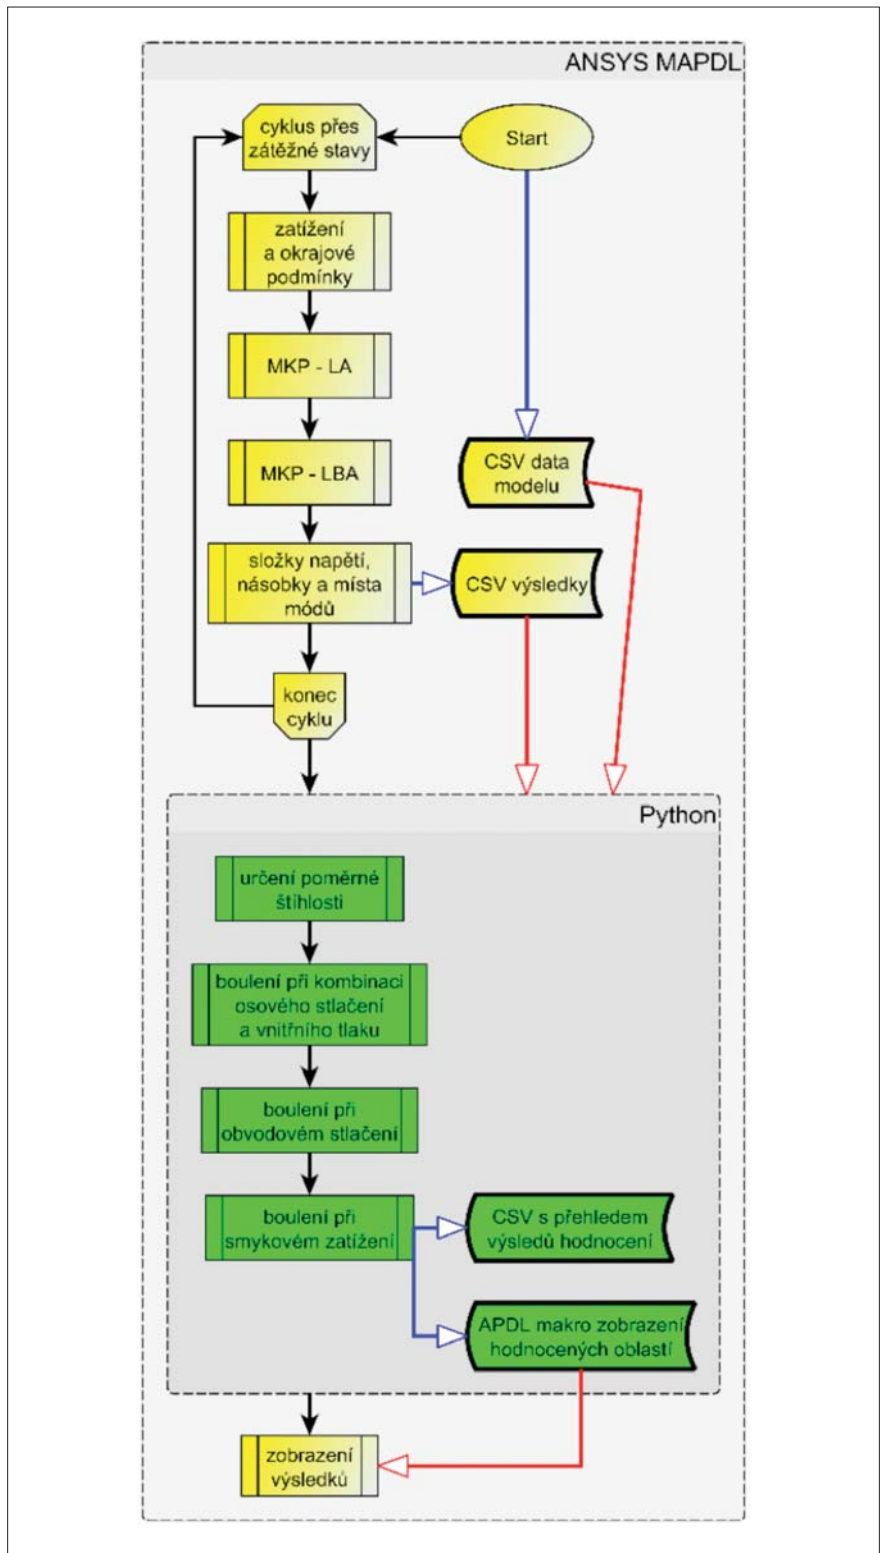 ANSYS MAPDL
cyklus přes
zátěžné stavy
Start
zatížení
a okrajové
podmínky
MKP - LA
MKP - LBA
CSV data
modelu
složky napětí,
násobky a místa
módů
CSV výsledky
konec
cyklu
Python
určení poměrné
štíhlosti
boulení při kombinaci
osového stlačení
a vnitřního tlaku
boulení při
obvodovém stlačení
boulení při
smykovém zatížení
CSV s přehledem
výsledů hodnocení
APDL makro zobrazení
hodnocených oblastí
zobrazení
výsledků